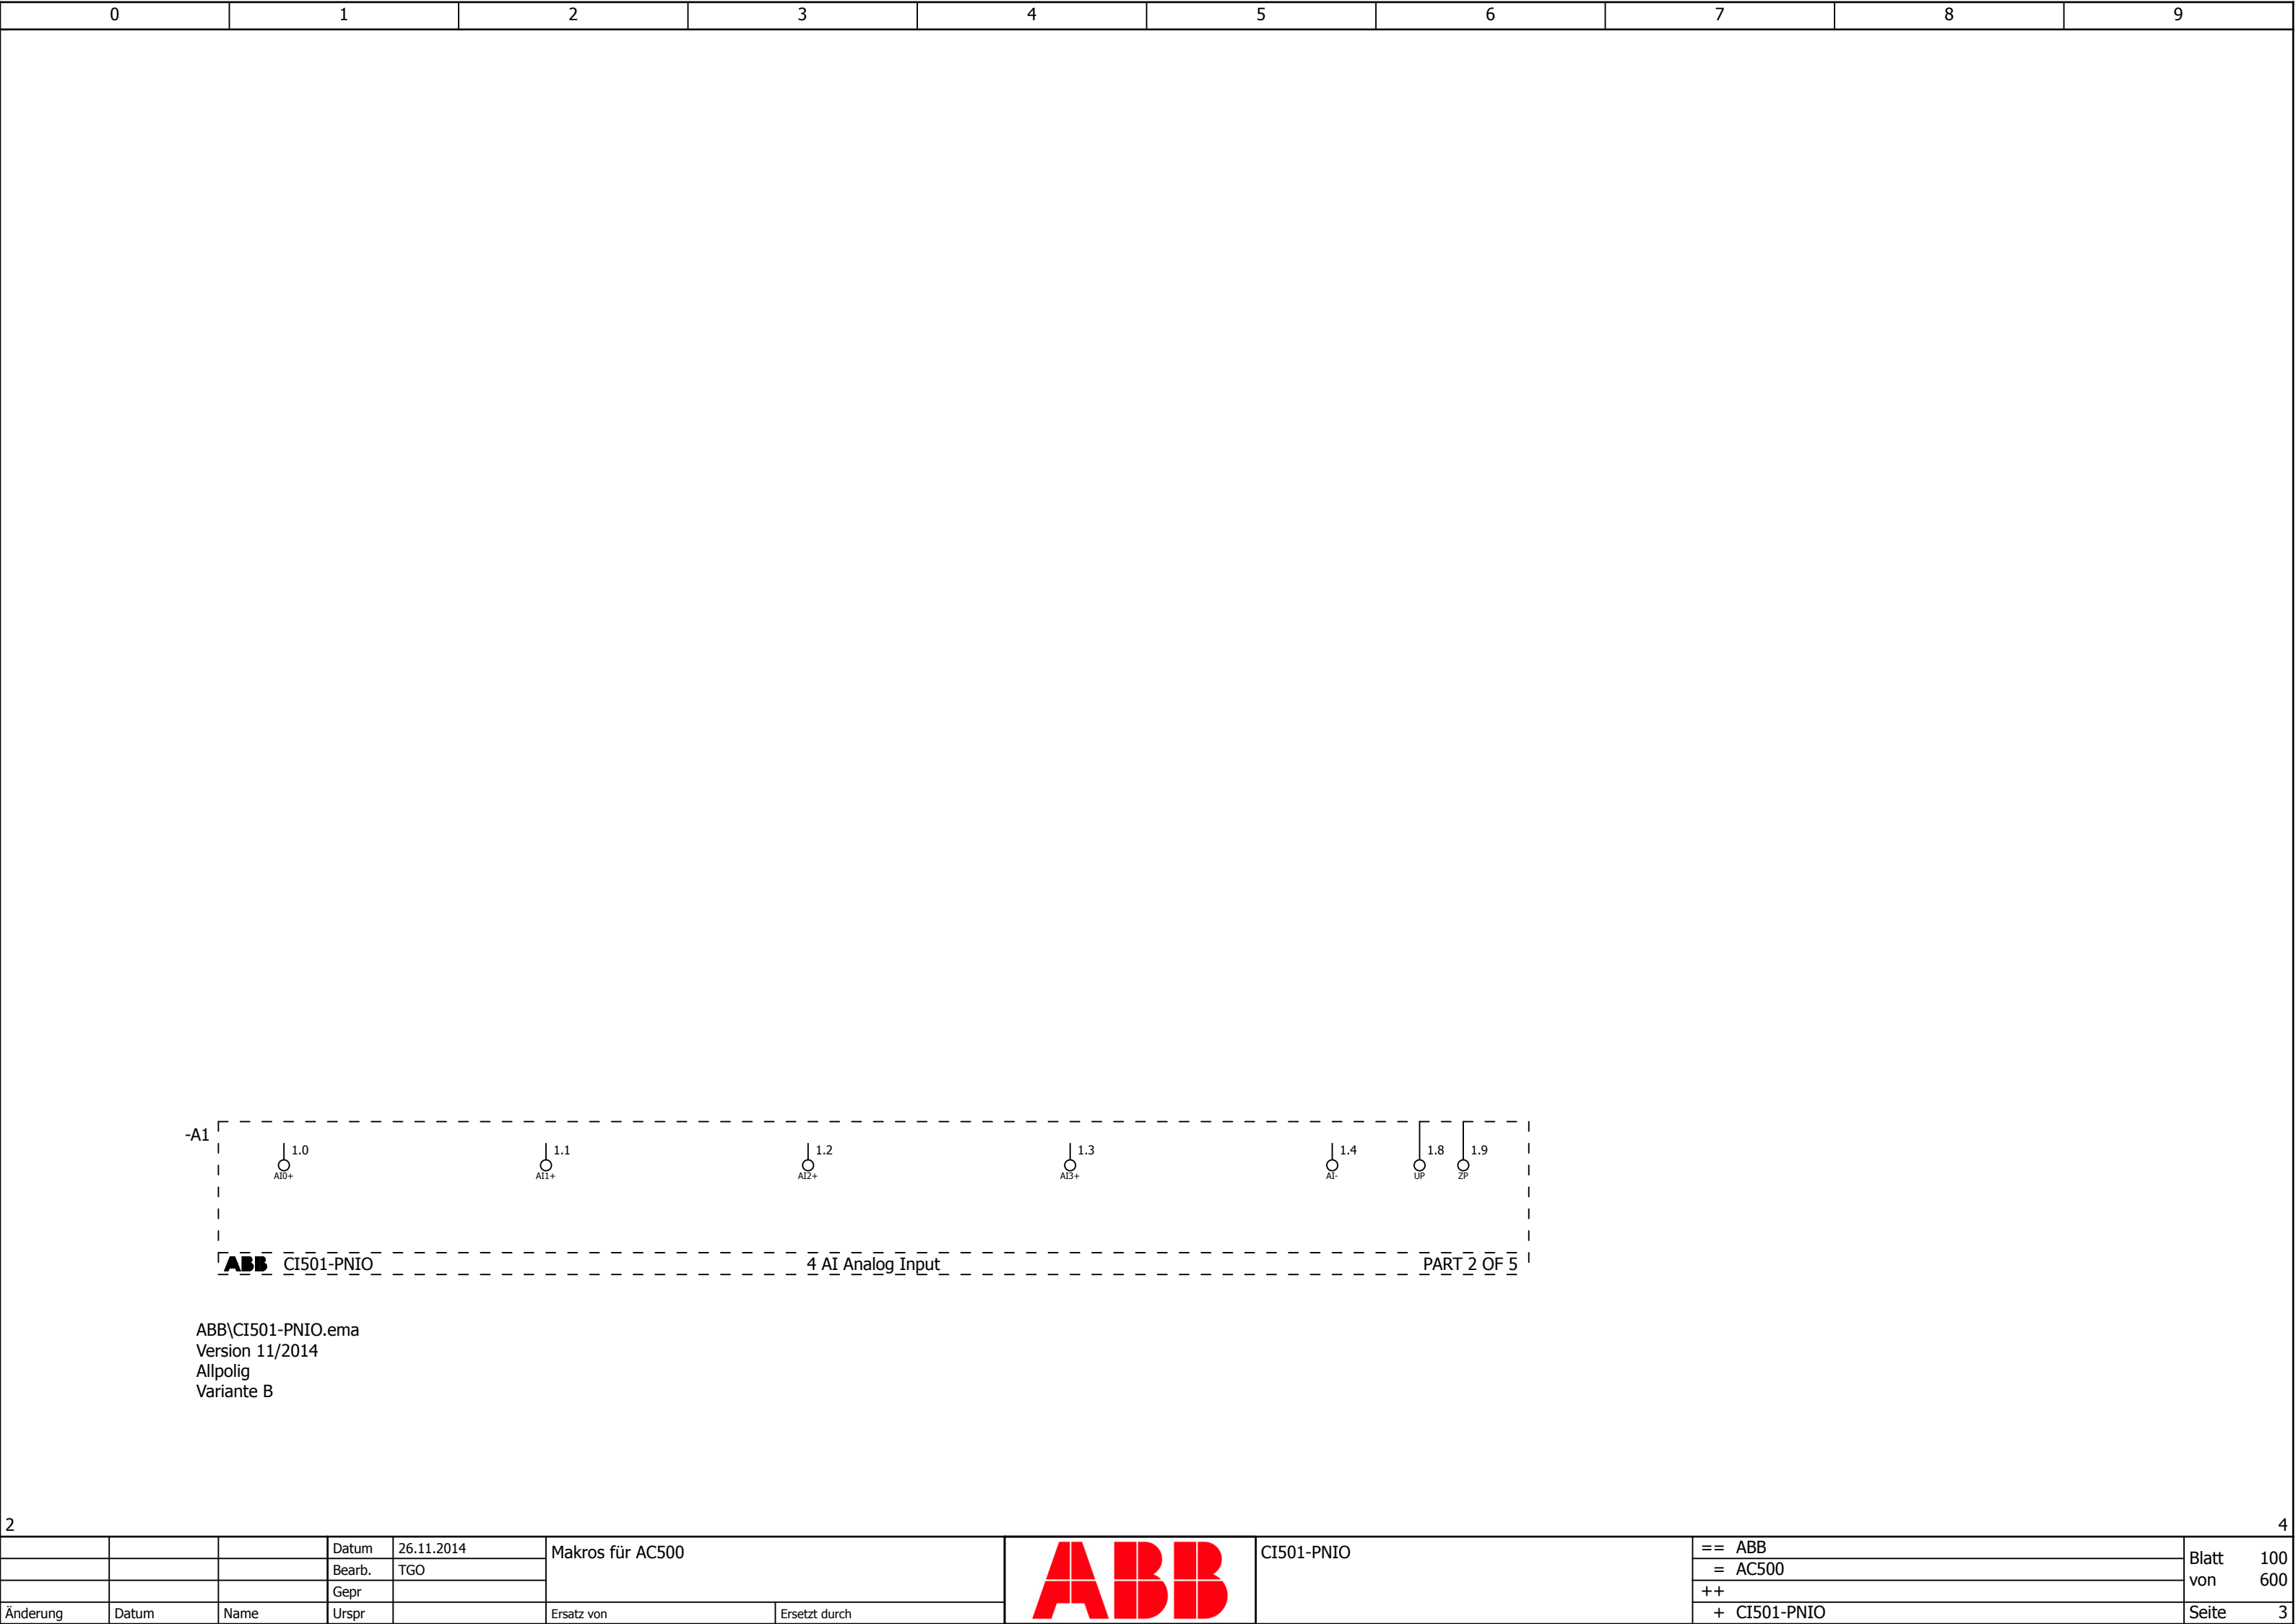 0 1 2 3 4 5 6 7 8 9
-A1
1.0 1.1 1.2 1.3 1.4 1.8 1.9
AI0+ AI1+ AI2+ AI3+ AI- UP ZP
ABB CI501-PNIO 4 AI Analog Input PART 2 OF 5
ABB\CI501-PNIO.ema
Version 11/2014
Allpolig
Variante B
2 4
Datum 26.11.2014 Makros für AC500 ABB CI501-PNIO == ABB Blatt 100
Bearb. TGO = AC500 von 600
Gepr ++
Änderung Datum Name Urspr Ersatz von Ersetzt durch + CI501-PNIO Seite 3